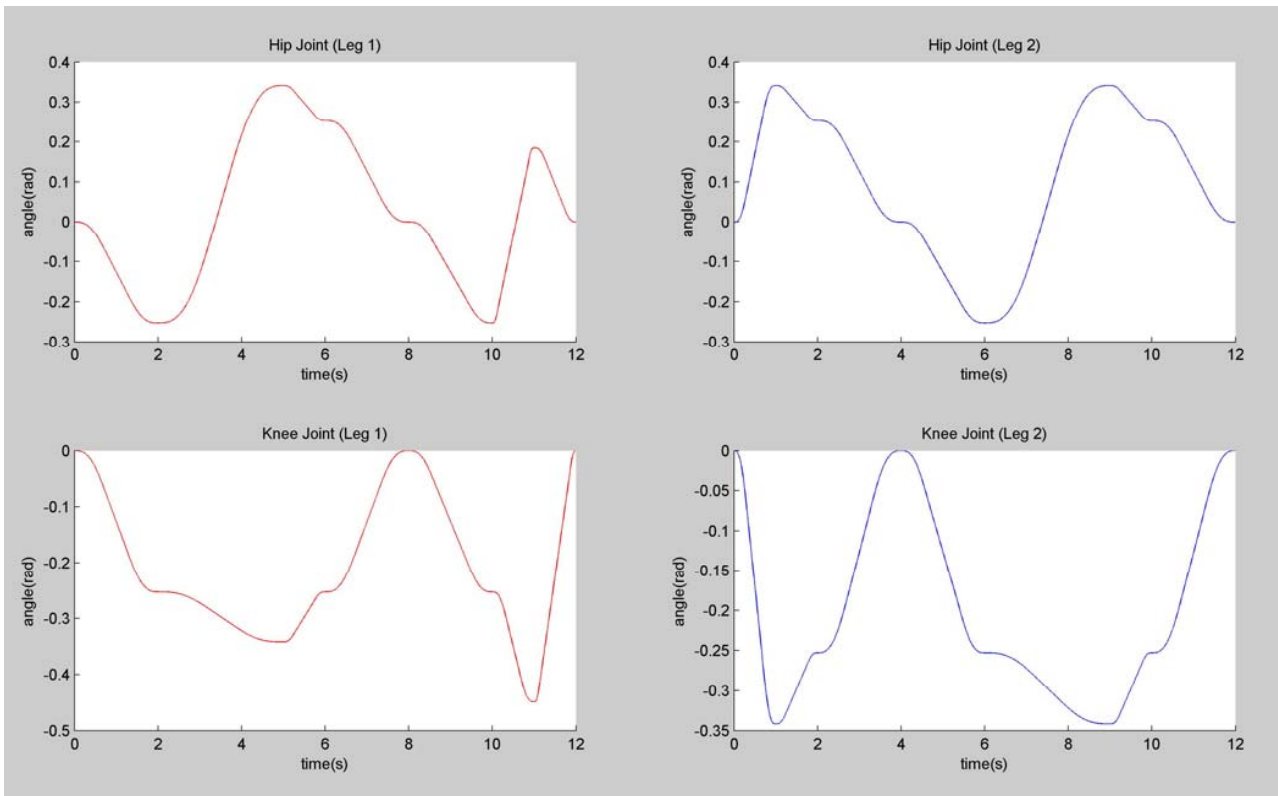 Hip Joint (Leg 1)
0.4
0.3
0.2
0.1
0
-0.1
-0.2
-0.3
angle(rad)
0 2 4 6 8 10 12
time(s)
Hip Joint (Leg 2)
0.4
0.3
0.2
0.1
0
-0.1
-0.2
-0.3
angle(rad)
0 2 4 6 8 10 12
time(s)
Knee Joint (Leg 1)
0
-0.1
-0.2
-0.3
-0.4
-0.5
angle(rad)
0 2 4 6 8 10 12
time(s)
Knee Joint (Leg 2)
0
-0.05
-0.1
-0.15
-0.2
-0.25
-0.3
-0.35
angle(rad)
0 2 4 6 8 10 12
time(s)